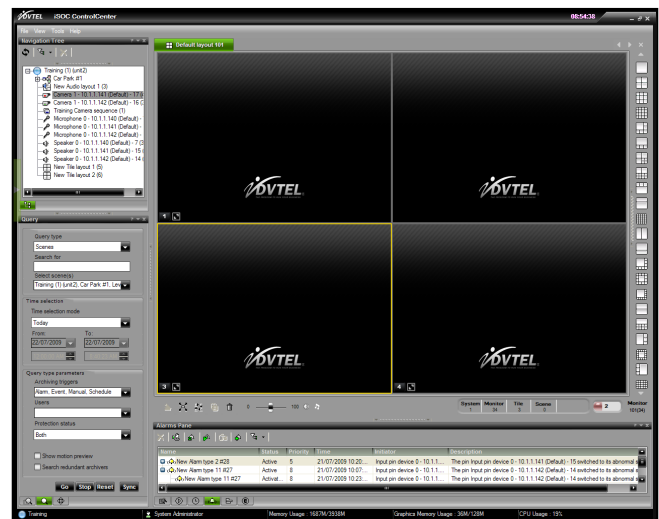 DVTEL iSOC ControlCenter 08:54:38
File View Tools Help
Navigation Tree
Default layout 101
Training (1) (unit2)
Car Park #1
New Audio layout 1 (3)
Camera 1 - 10.1.1.141 (Default) - 17 (
Camera 1 - 10.1.1.142 (Default) - 16 (
Training Camera sequence (1)
Microphone 0 - 10.1.1.140 (Default) -
Microphone 0 - 10.1.1.141 (Default) -
Microphone 0 - 10.1.1.142 (Default) -
Speaker 0 - 10.1.1.140 (Default) - 7 (3
Speaker 0 - 10.1.1.141 (Default) - 15 (
Speaker 0 - 10.1.1.142 (Default) - 14 (
New Tile layout 1 (5)
New Tile layout 2 (6)
DVTEL
DVTEL
1
Query
Query type
Scenes
Search for
Select scene(s)
Training (1) (unit2), Car Park #1, Lev
Time selection
Time selection mode
Today
From: To:
22/07/2009 22/07/2009
Query type parameters
Archiving triggers
Alarm, Event, Manual, Schedule
Users
Protection status
Both
Show motion preview
Search redundant archivers
Go Stop Reset Sync
DVTEL
DVTEL
3
4
0 100
System Monitor Tile Scene
1 34 3 0
2
Monitor
101(34)
Alarms Pane
Name Status Priority Time Initiator Description
New Alarm type 2 #28 Active 5 21/07/2009 10:20:... Input pin device 0 - 10.1.1.... The pin Input pin device 0 - 10.1.1.141 (Default) - 15 switched to its abnormal s
New Alarm type 11 #27 Active 8 21/07/2009 10:07:... Input pin device 0 - 10.1.1.... The pin Input pin device 0 - 10.1.1.142 (Default) - 14 switched to its abnormal s
New Alarm type 11 #27 Activat... 8 21/07/2009 10:23:... Input pin device 0 - 10.1.1.... The pin Input pin device 0 - 10.1.1.142 (Default) - 14 switched to its abnormal s
Training System Administrator Memory Usage : 1687M/3938M Graphics Memory Usage : 36M/128M CPU Usage : 19%